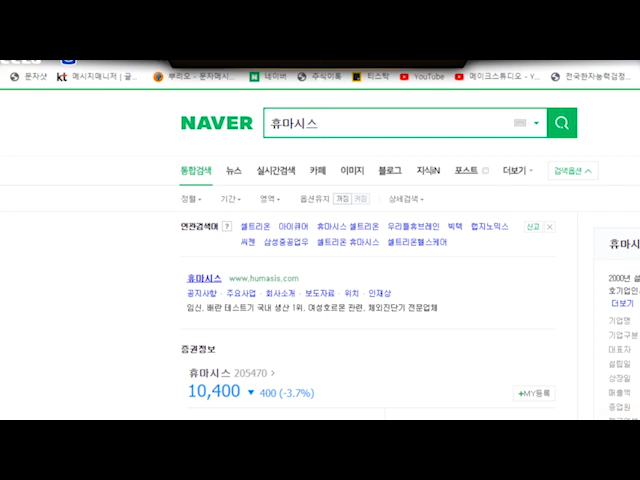 문자샷 kt 메시지매니저 | 글... 뿌리오 - 문자메시... 네이버 주식이록 티스탁 YouTube 메이크스튜디오 - Y... 전국한자능력검정...
NAVER 휴마시스
통합검색 뉴스 실시간검색 카페 이미지 블로그 지식iN 포스트 더보기 검색옵션
정렬 기간 영역 옵션유지 꺼짐 켜짐 상세검색
연관검색어 ? 셀트리온 아이큐어 휴마시스 셀트리온 우리들휴브레인 빅텍 랩지노믹스 신고 ×
씨젠 삼성중공업우 셀트리온 휴마시스 셀트리온헬스케어
휴마시스 www.humasis.com
공지사항 · 주요사업 · 회사소개 · 보도자료 · 위치 · 인재상
임신, 배란 테스트기 국내 생산 1위, 여성호르몬 관련, 체외진단기 전문업체
증권정보
휴마시스 205470 >
10,400 ▼ 400 (-3.7%) +MY등록
휴마시
2000년 설
호기업인
더보기
기업명
기업구분
대표자
설립일
상장일
매출액
종업원